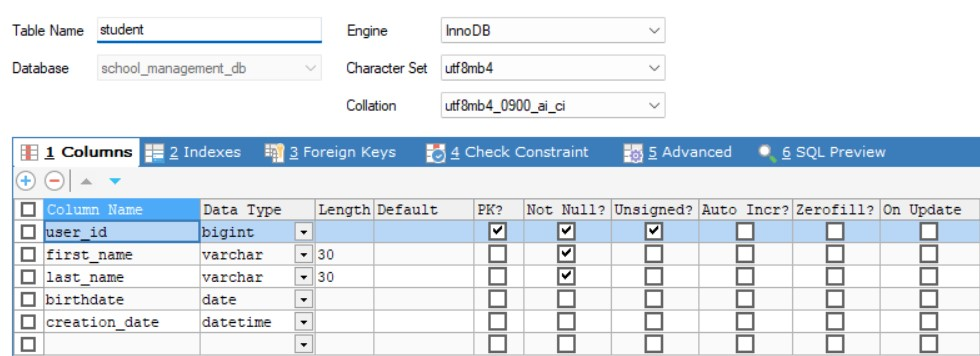 Table Name student Engine InnoDB
Database school_management_db Character Set utf8mb4
Collation utf8mb4_0900_ai_ci
1 Columns 2 Indexes 3 Foreign Keys 4 Check Constraint 5 Advanced 6 SQL Preview
Column Name Data Type Length Default PK? Not Null? Unsigned? Auto Incr? Zerofill? On Update
user_id bigint
first_name varchar 30
last_name varchar 30
birthdate date
creation_date datetime